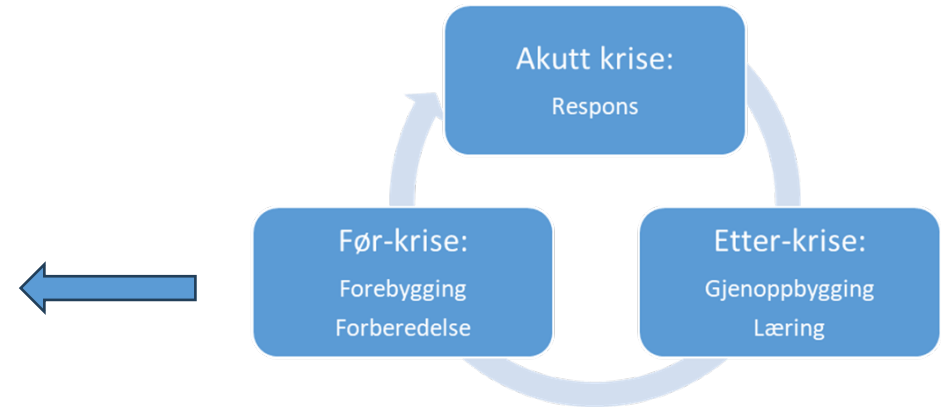 Akutt krise:
Respons
Før-krise:
Forebygging
Forberedelse
Etter-krise:
Gjenoppbygging
Læring